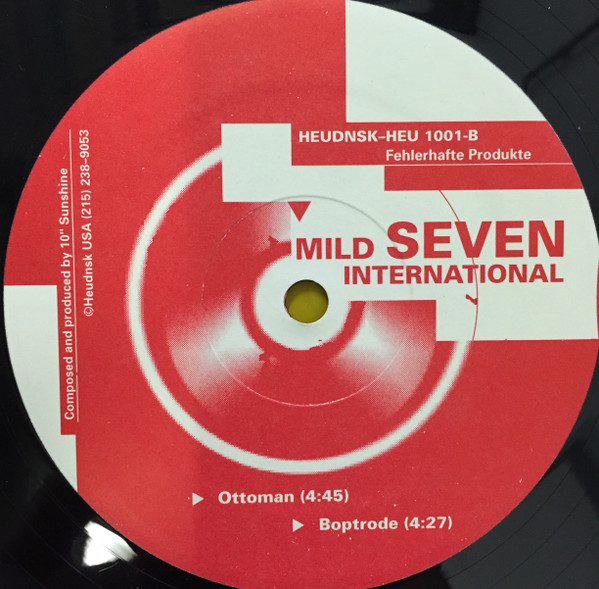 HEUDNSK–HEU 1001-B
Fehlerhafte Produkte
MILD SEVEN
INTERNATIONAL
Composed and produced by 10" Sunshine
©Heudnsk USA (215) 238–9053
Ottoman (4:45)
Boptrode (4:27)